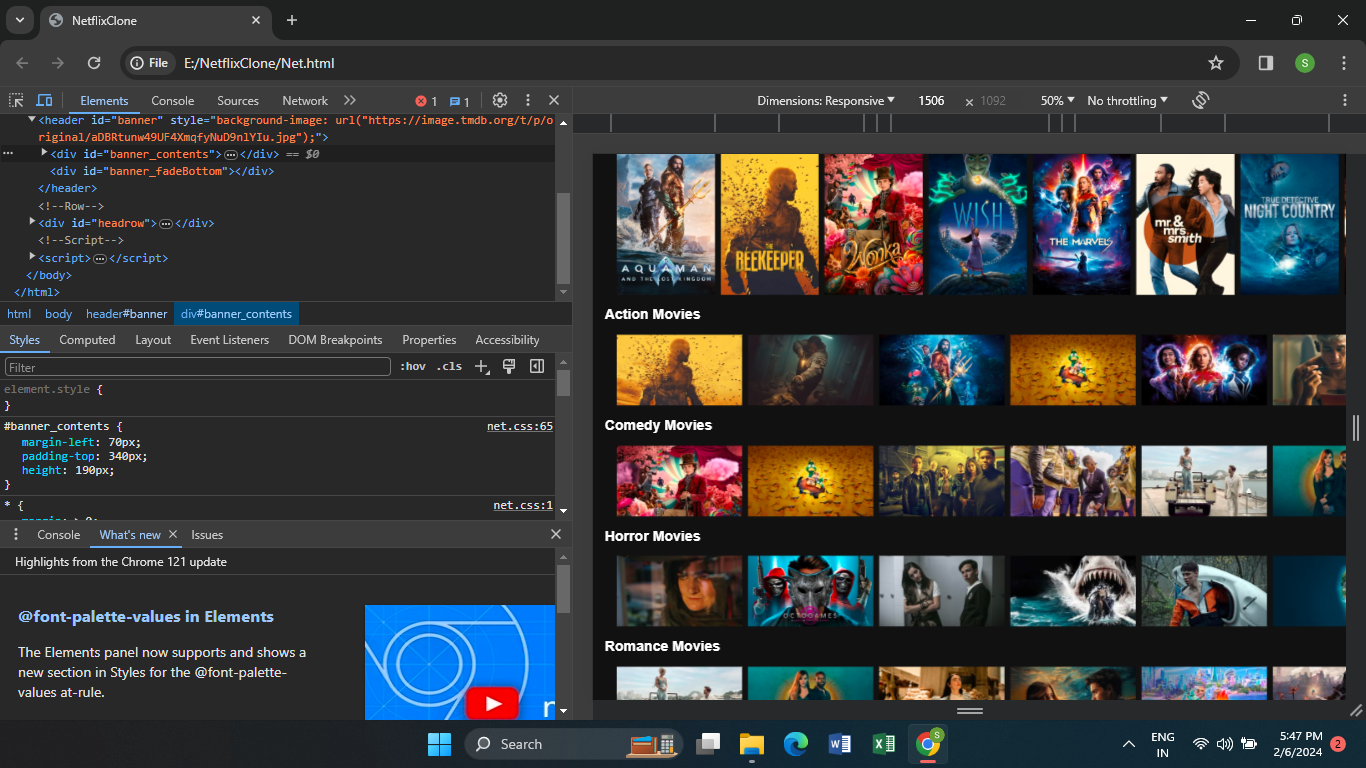 NetflixClone
File
E:/NetflixClone/Net.html
S
Elements
Console
Sources
Network
1
1
Dimensions: Responsive
1506
×
1092
50%
No throttling
<header id="banner" style="background-image: url("https://image.tmdb.org/t/p/o
riginal/aDBRtunw49UF4XmqfyNuD9nlYIu.jpg");">
<div id="banner_contents">…</div> == $0
<div id="banner_fadeBottom"></div>
</header>
<!--Row-->
<div id="headrow">…</div>
<!--Script-->
<script>…</script>
</body>
</html>
html
body
header#banner
div#banner_contents
Styles
Computed
Layout
Event Listeners
DOM Breakpoints
Properties
Accessibility
Filter
:hov
.cls
element.style {
}
#banner_contents {
net.css:65
margin-left: 70px;
padding-top: 340px;
height: 190px;
}
* {
net.css:1
Console
What's new
Issues
Highlights from the Chrome 121 update
@font-palette-values in Elements
The Elements panel now supports and shows a
new section in Styles for the @font-palette-
values at-rule.
AQUAMAN
AND THE LOST KINGDOM
THE
BEEKEEPER
Wonka
WISH
THE MARVELS
mr. &
mrs.
smith
TRUE DETECTIVE
NIGHT COUNTRY
Action Movies
Comedy Movies
Horror Movies
OCTOGAMES
Romance Movies
Search
S
ENG
IN
5:47 PM
2/6/2024
2